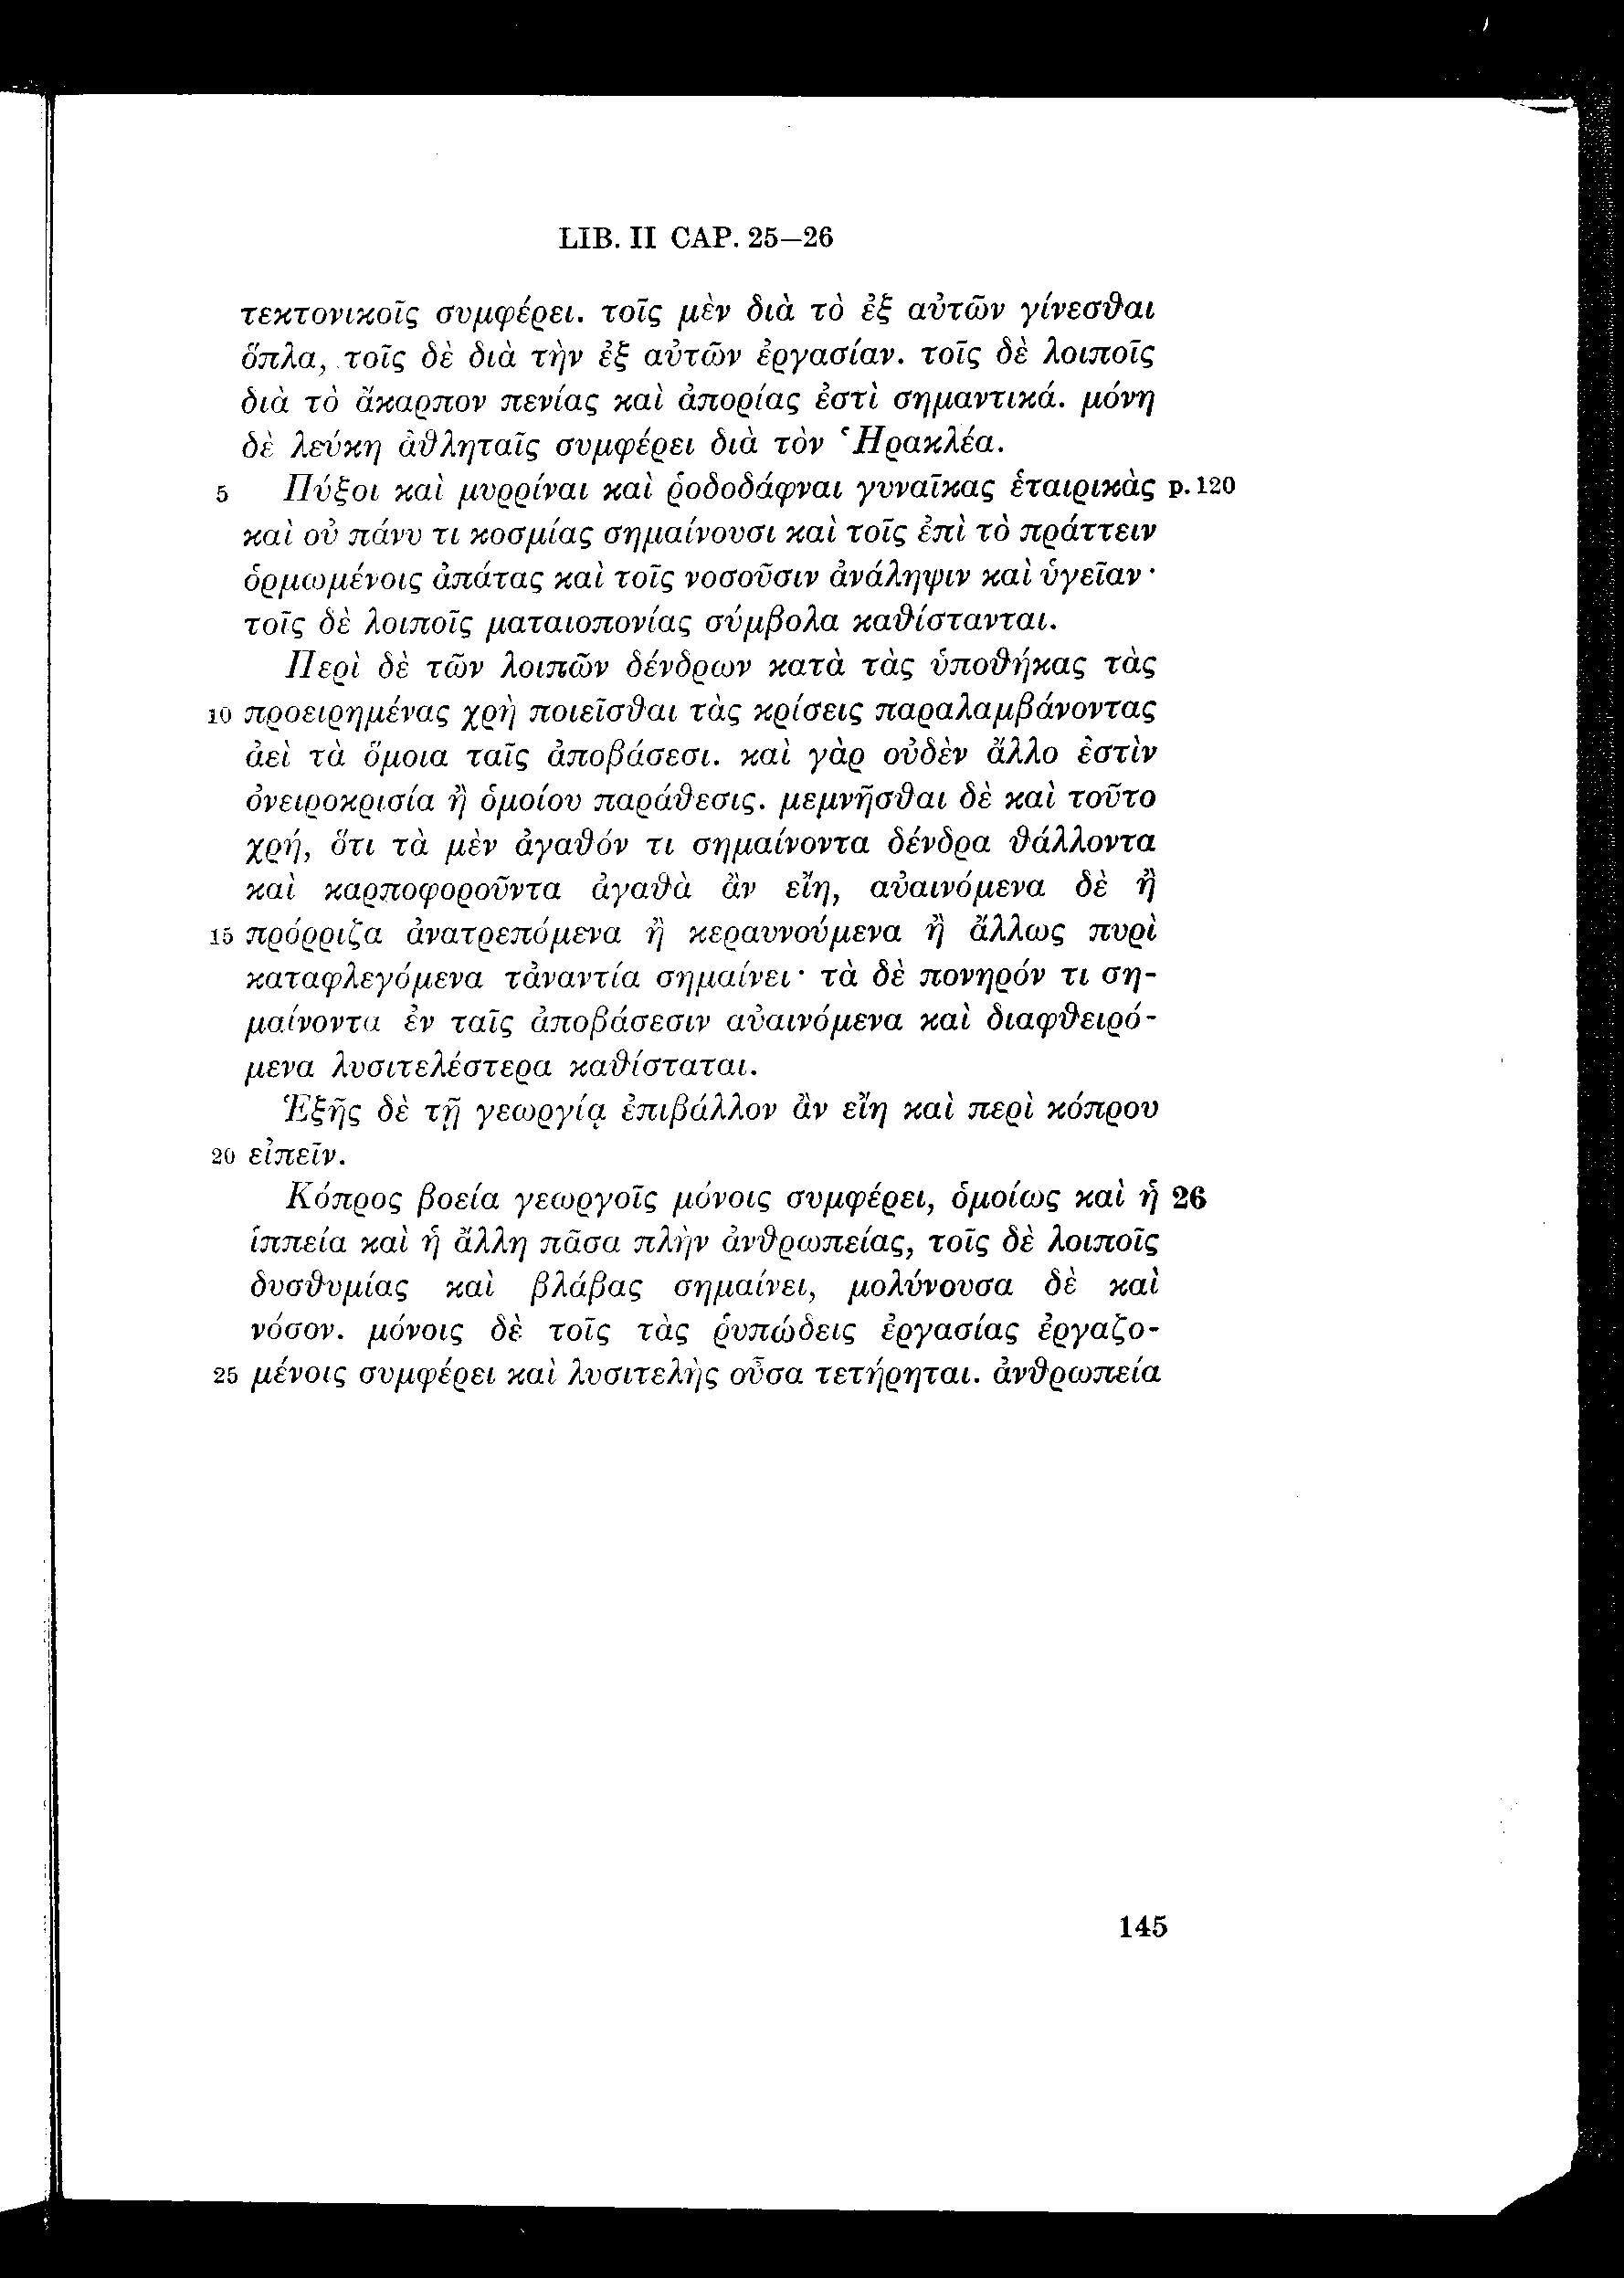 LIB. II CAP. 25–26
τεκτονικοῖς συμφέρει. τοῖς μὲν διὰ τὸ ἐξ αὐτῶν γίνεσθαι
ὅπλα, τοῖς δὲ διὰ τὴν ἐξ αὐτῶν ἐργασίαν. τοῖς δὲ λοιποῖς
διὰ τὸ ἄκαρπον πενίας καὶ ἀπορίας ἐστὶ σημαντικά. μόνη
δὲ λεύκη ἀθληταῖς συμφέρει διὰ τὸν Ἡρακλέα.
5 Πύξοι καὶ μυρρίναι καὶ ῥοδοδάφναι γυναῖκας ἑταιρικὰς p. 120
καὶ οὐ πάνυ τι κοσμίας σημαίνουσι καὶ τοῖς ἐπὶ τὸ πράττειν
ὁρμωμένοις ἀπάτας καὶ τοῖς νοσοῦσιν ἀνάληψιν καὶ ὑγεῖαν·
τοῖς δὲ λοιποῖς ματαιοπονίας σύμβολα καθίστανται.
Περὶ δὲ τῶν λοιπῶν δένδρων κατὰ τὰς ὑποθήκας τὰς
10 προειρημένας χρὴ ποιεῖσθαι τὰς κρίσεις παραλαμβάνοντας
ἀεὶ τὰ ὅμοια ταῖς ἀποβάσεσι. καὶ γὰρ οὐδὲν ἄλλο ἐστὶν
ὀνειροκρισία ἢ ὁμοίου παράθεσις. μεμνῆσθαι δὲ καὶ τοῦτο
χρή, ὅτι τὰ μὲν ἀγαθόν τι σημαίνοντα δένδρα θάλλοντα
καὶ καρποφοροῦντα ἀγαθὰ ἂν εἴη, αὐαινόμενα δὲ ἢ
15 πρόρριζα ἀνατρεπόμενα ἢ κεραυνούμενα ἢ ἄλλως πυρὶ
καταφλεγόμενα τἀναντία σημαίνει· τὰ δὲ πονηρόν τι ση-
μαίνοντα ἐν ταῖς ἀποβάσεσιν αὐαινόμενα καὶ διαφθειρό-
μενα λυσιτελέστερα καθίσταται.
Ἑξῆς δὲ τῇ γεωργίᾳ ἐπιβάλλον ἂν εἴη καὶ περὶ κόπρου
20 εἰπεῖν.
Κόπρος βοεία γεωργοῖς μόνοις συμφέρει, ὁμοίως καὶ ἡ 26
ἱππεία καὶ ἡ ἄλλη πᾶσα πλὴν ἀνθρωπείας, τοῖς δὲ λοιποῖς
δυσθυμίας καὶ βλάβας σημαίνει, μολύνουσα δὲ καὶ
νόσον. μόνοις δὲ τοῖς τὰς ῥυπώδεις ἐργασίας ἐργαζο-
25 μένοις συμφέρει καὶ λυσιτελὴς οὖσα τετήρηται. ἀνθρωπεία
145